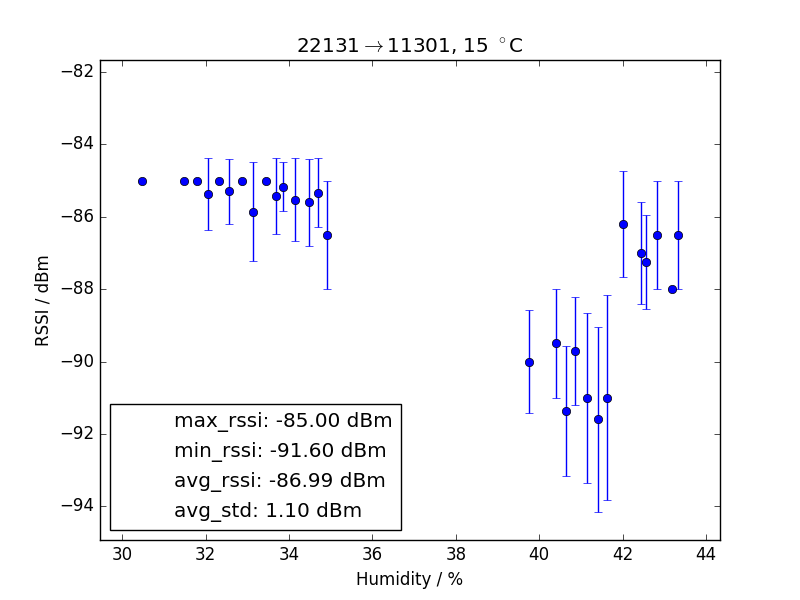 22131→11301, 15 °C
−82
−84
−86
−88
−90
−92
−94
RSSI / dBm
max_rssi: -85.00 dBm
min_rssi: -91.60 dBm
avg_rssi: -86.99 dBm
avg_std: 1.10 dBm
30 32 34 36 38 40 42 44
Humidity / %